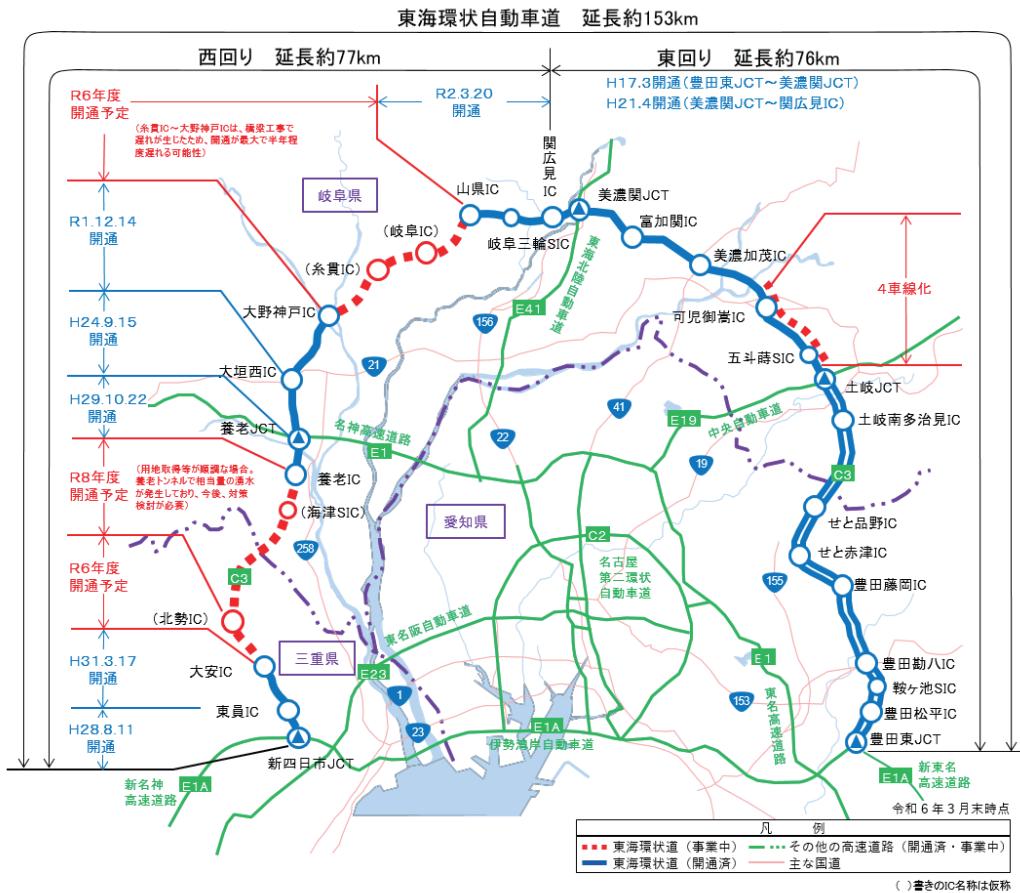 東海環状自動車道　延長約153km
西回り　延長約77km
東回り　延長約76km
R6年度
開通予定
R2.3.20
開通
H17.3開通(豊田東JCT～美濃関JCT)
H21.4開通(美濃関JCT～関広見IC)
(糸貫IC～大野神戸ICは、橋梁工事で
遅れが生じたため、開通が最大で半年程
度遅れる可能性)
関広見IC
岐阜県
山県IC
美濃関JCT
岐阜三輪SIC
富加関IC
(岐阜IC)
(糸貫IC)
東海北陸自動車道
美濃加茂IC
R1.12.14
開通
4車線化
大野神戸IC
E41
156
可児御嵩IC
H24.9.15
開通
21
五斗蒔SIC
大垣西IC
土岐JCT
H29.10.22
開通
41
E19
中央自動車道
土岐南多治見IC
養老JCT
名神高速道路
E1
22
19
R8年度
開通予定
(用地取得等が順調な場合。
養老トンネルで相当量の湧水
が発生しており、今後、対策
検討が必要)
養老IC
C3
(海津SIC)
愛知県
せと品野IC
258
C2
せと赤津IC
R6年度
開通予定
C3
名古屋
第二環状
自動車道
155
豊田藤岡IC
(北勢IC)
東名阪自動車道
三重県
E23
E1
豊田勘八IC
H31.3.17
開通
大安IC
鞍ヶ池SIC
1
153
東名高速道路
東員IC
豊田松平IC
H28.8.11
開通
23
E1A
伊勢湾岸自動車道
豊田東JCT
新四日市JCT
新名神
高速道路
E1A
E1A
新東名
高速道路
令和6年3月末時点
凡　例
東海環状道（事業中）
その他の高速道路（開通済・事業中）
東海環状道（開通済）
主な国道
(　)書きのIC名称は仮称